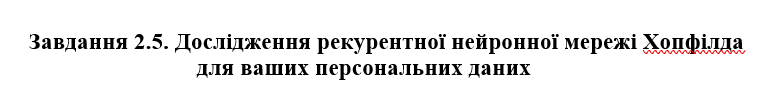 Завдання 2.5. Дослідження рекурентної нейронної мережі Хопфілда
для ваших персональних даних